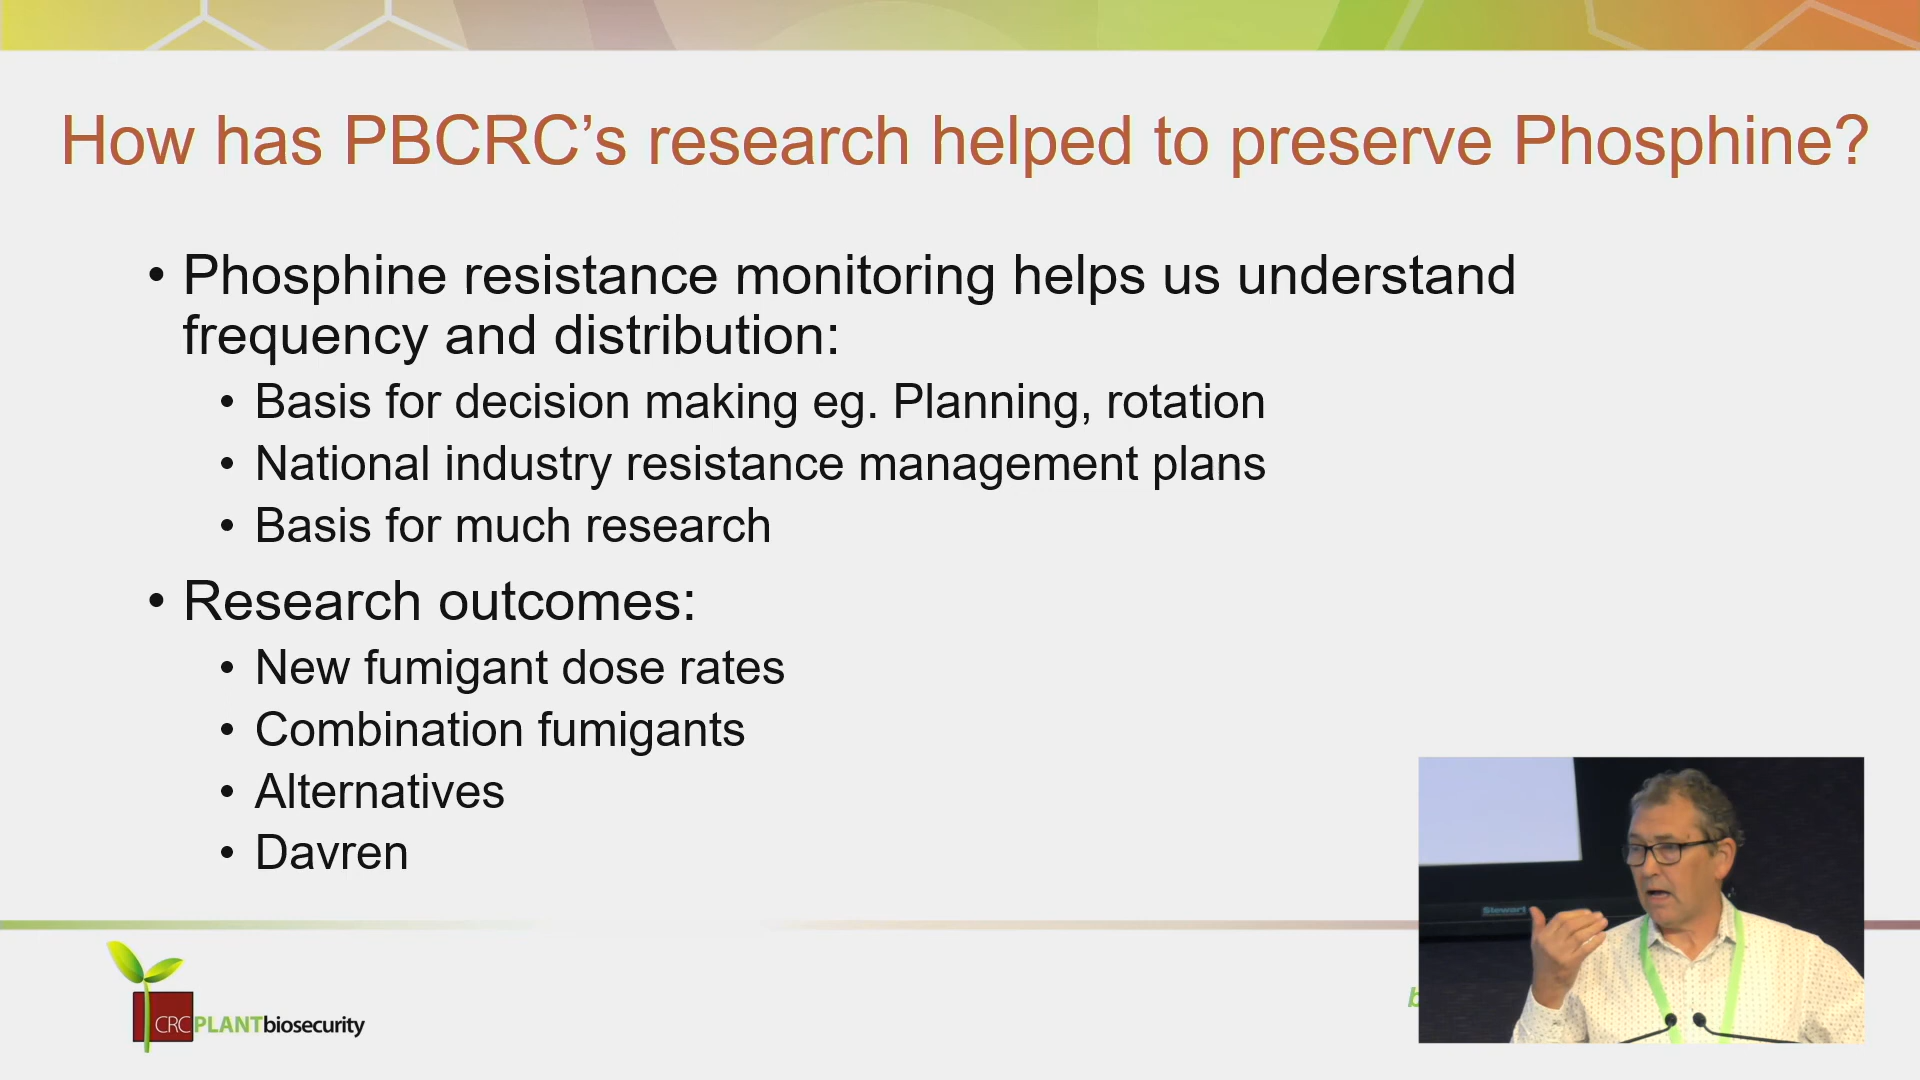 How has PBCRC’s research helped to preserve Phosphine?
• Phosphine resistance monitoring helps us understand
frequency and distribution:
• Basis for decision making eg. Planning, rotation
• National industry resistance management plans
• Basis for much research
• Research outcomes:
• New fumigant dose rates
• Combination fumigants
• Alternatives
• Davren
Stewart
CRCPLANTbiosecurity